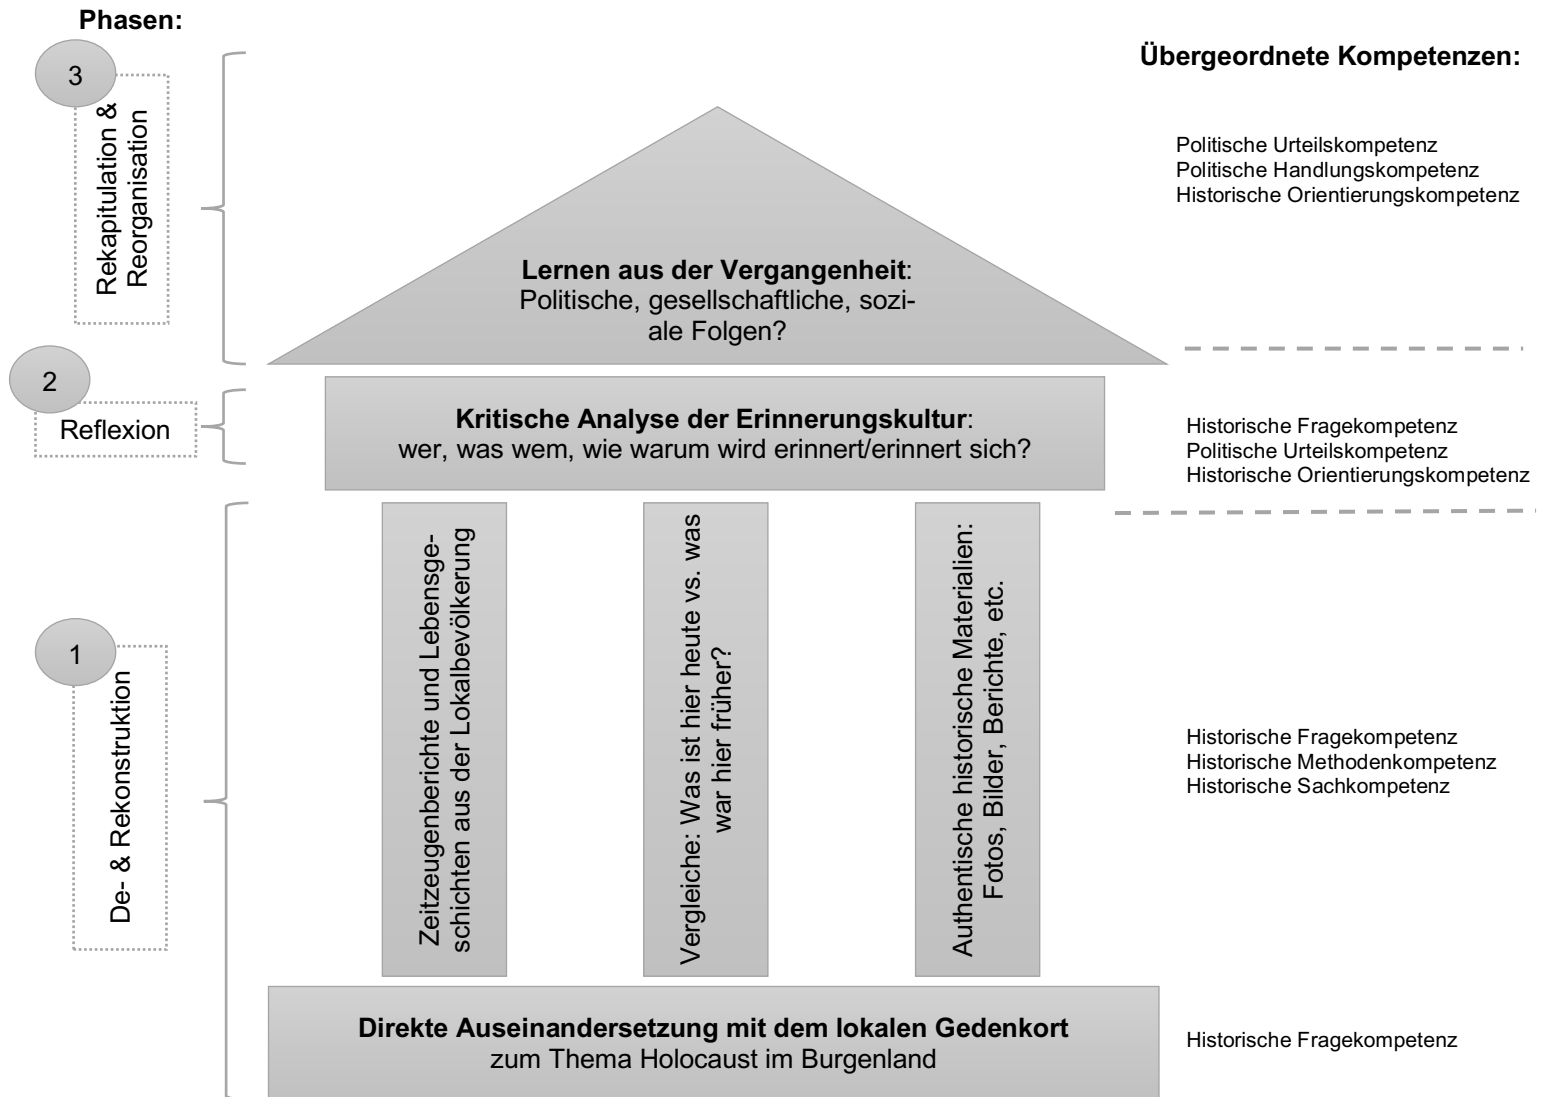 Phasen:
Übergeordnete Kompetenzen:
3
Rekapitulation &
Reorganisation
Lernen aus der Vergangenheit:
Politische, gesellschaftliche, sozi-
ale Folgen?
Politische Urteilskompetenz
Politische Handlungskompetenz
Historische Orientierungskompetenz
2
Reflexion
Kritische Analyse der Erinnerungskultur:
wer, was wem, wie warum wird erinnert/erinnert sich?
Historische Fragekompetenz
Politische Urteilskompetenz
Historische Orientierungskompetenz
1
De- & Rekonstruktion
Zeitzeugenberichte und Lebensge-
schichten aus der Lokalbevölkerung
Vergleiche: Was ist hier heute vs. was
war hier früher?
Authentische historische Materialien:
Fotos, Bilder, Berichte, etc.
Historische Fragekompetenz
Historische Methodenkompetenz
Historische Sachkompetenz
Direkte Auseinandersetzung mit dem lokalen Gedenkort
zum Thema Holocaust im Burgenland
Historische Fragekompetenz